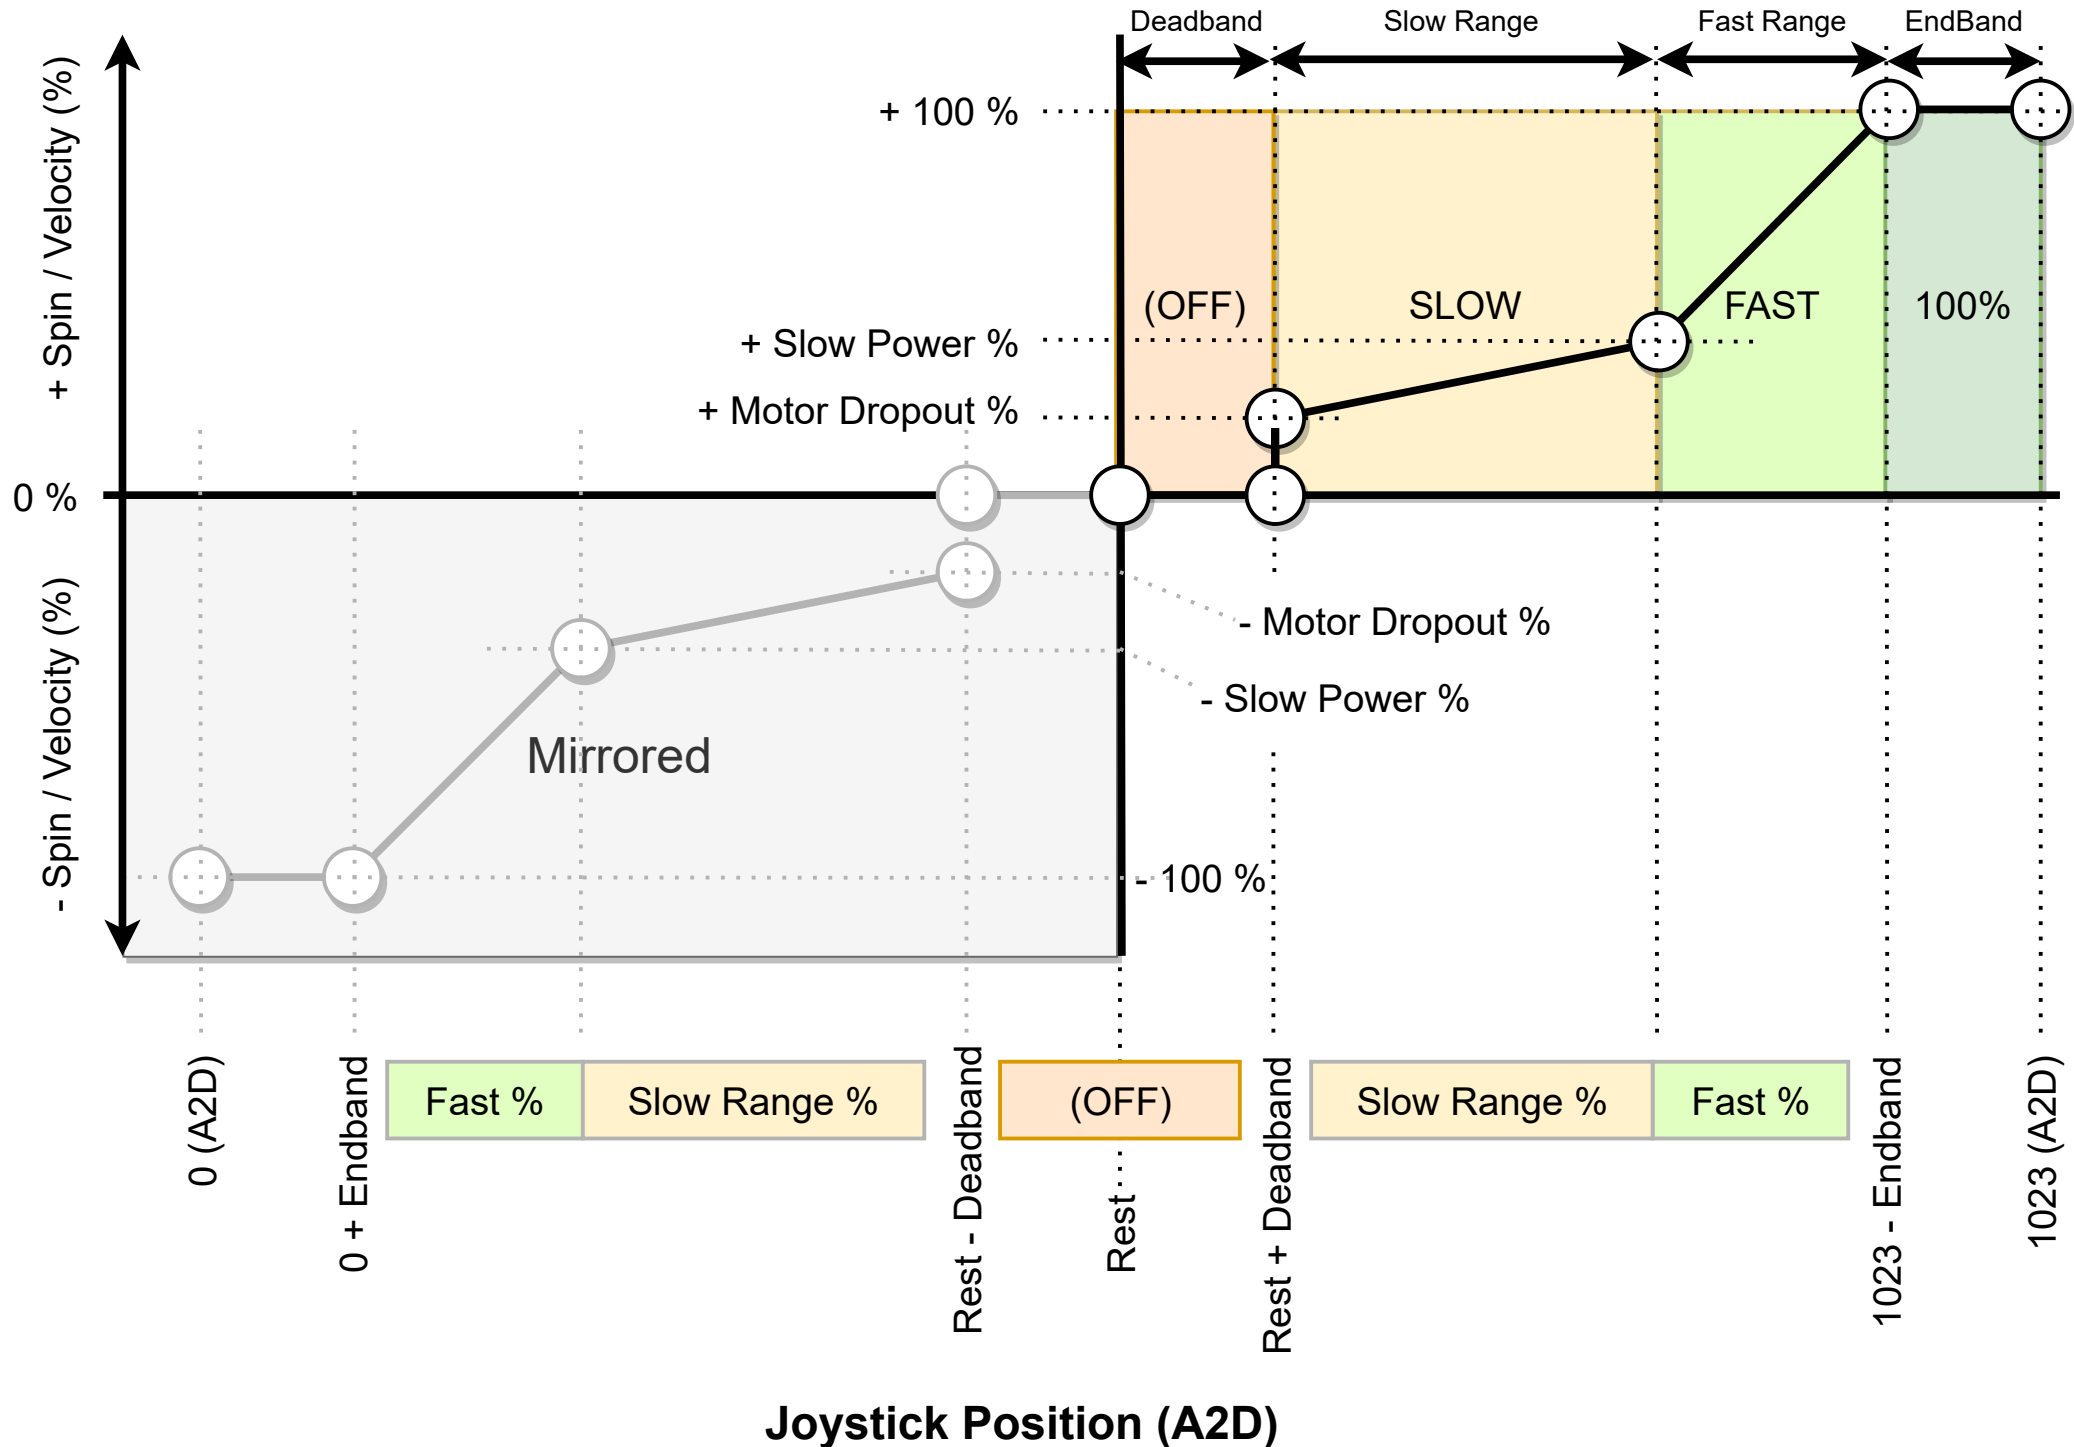 Deadband
Slow Range
Fast Range
EndBand
+ Spin / Velocity (%)
+ 100 %
(OFF)
SLOW
FAST
100%
+ Slow Power %
+ Motor Dropout %
0 %
- Spin / Velocity (%)
- Motor Dropout %
- Slow Power %
Mirrored
- 100 %
0 (A2D)
0 + Endband
Fast %
Slow Range %
Rest - Deadband
(OFF)
Rest
Rest + Deadband
Slow Range %
Fast %
1023 - Endband
1023 (A2D)
Joystick Position (A2D)